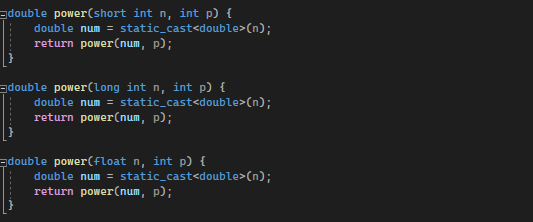 double power(short int n, int p) {
double num = static_cast<double>(n);
return power(num, p);
}
double power(long int n, int p) {
double num = static_cast<double>(n);
return power(num, p);
}
double power(float n, int p) {
double num = static_cast<double>(n);
return power(num, p);
}